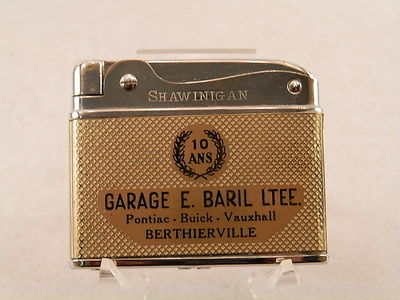 SHAWINIGAN
10
ANS
GARAGE E. BARIL LTEE.
Pontiac - Buick - Vauxhall
BERTHIERVILLE